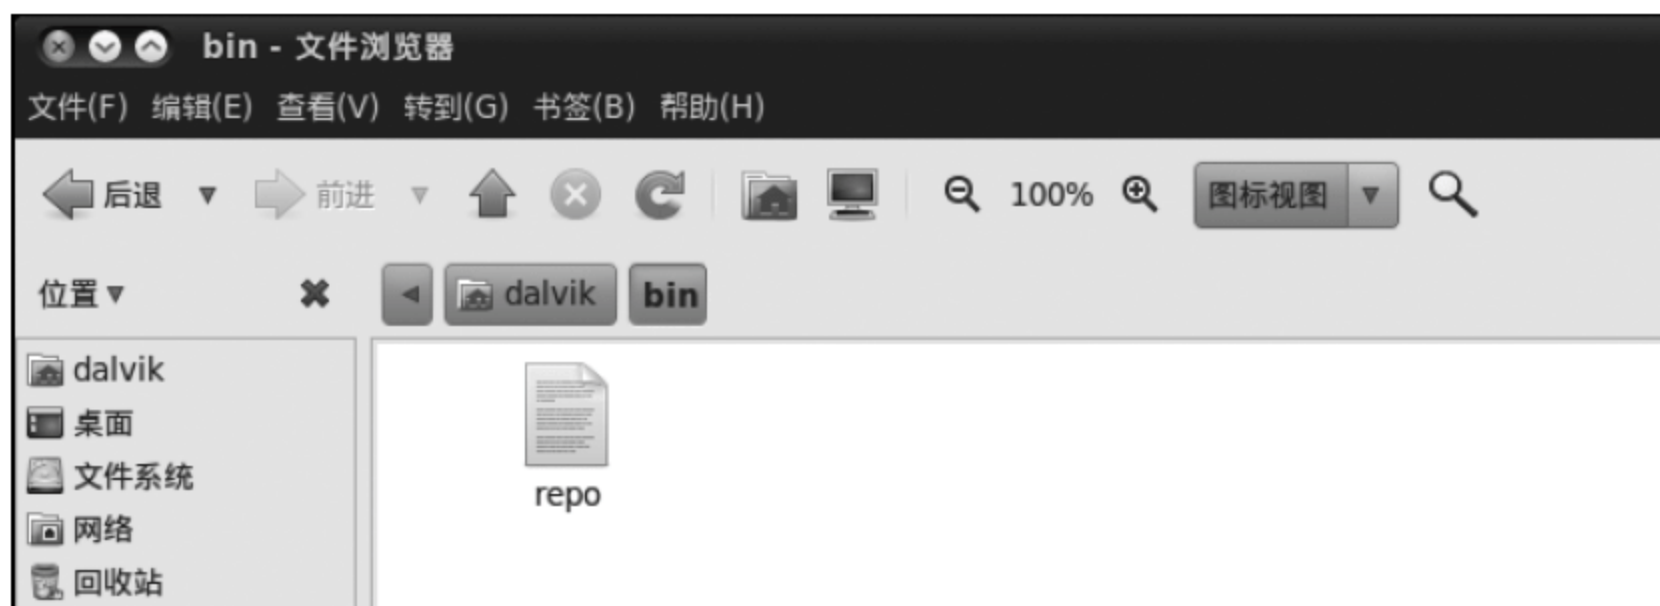 bin - 文件浏览器
文件(F) 编辑(E) 查看(V) 转到(G) 书签(B) 帮助(H)
后退 前进 100% 图标视图
位置 dalvik bin
dalvik
桌面
文件系统
网络
回收站
repo